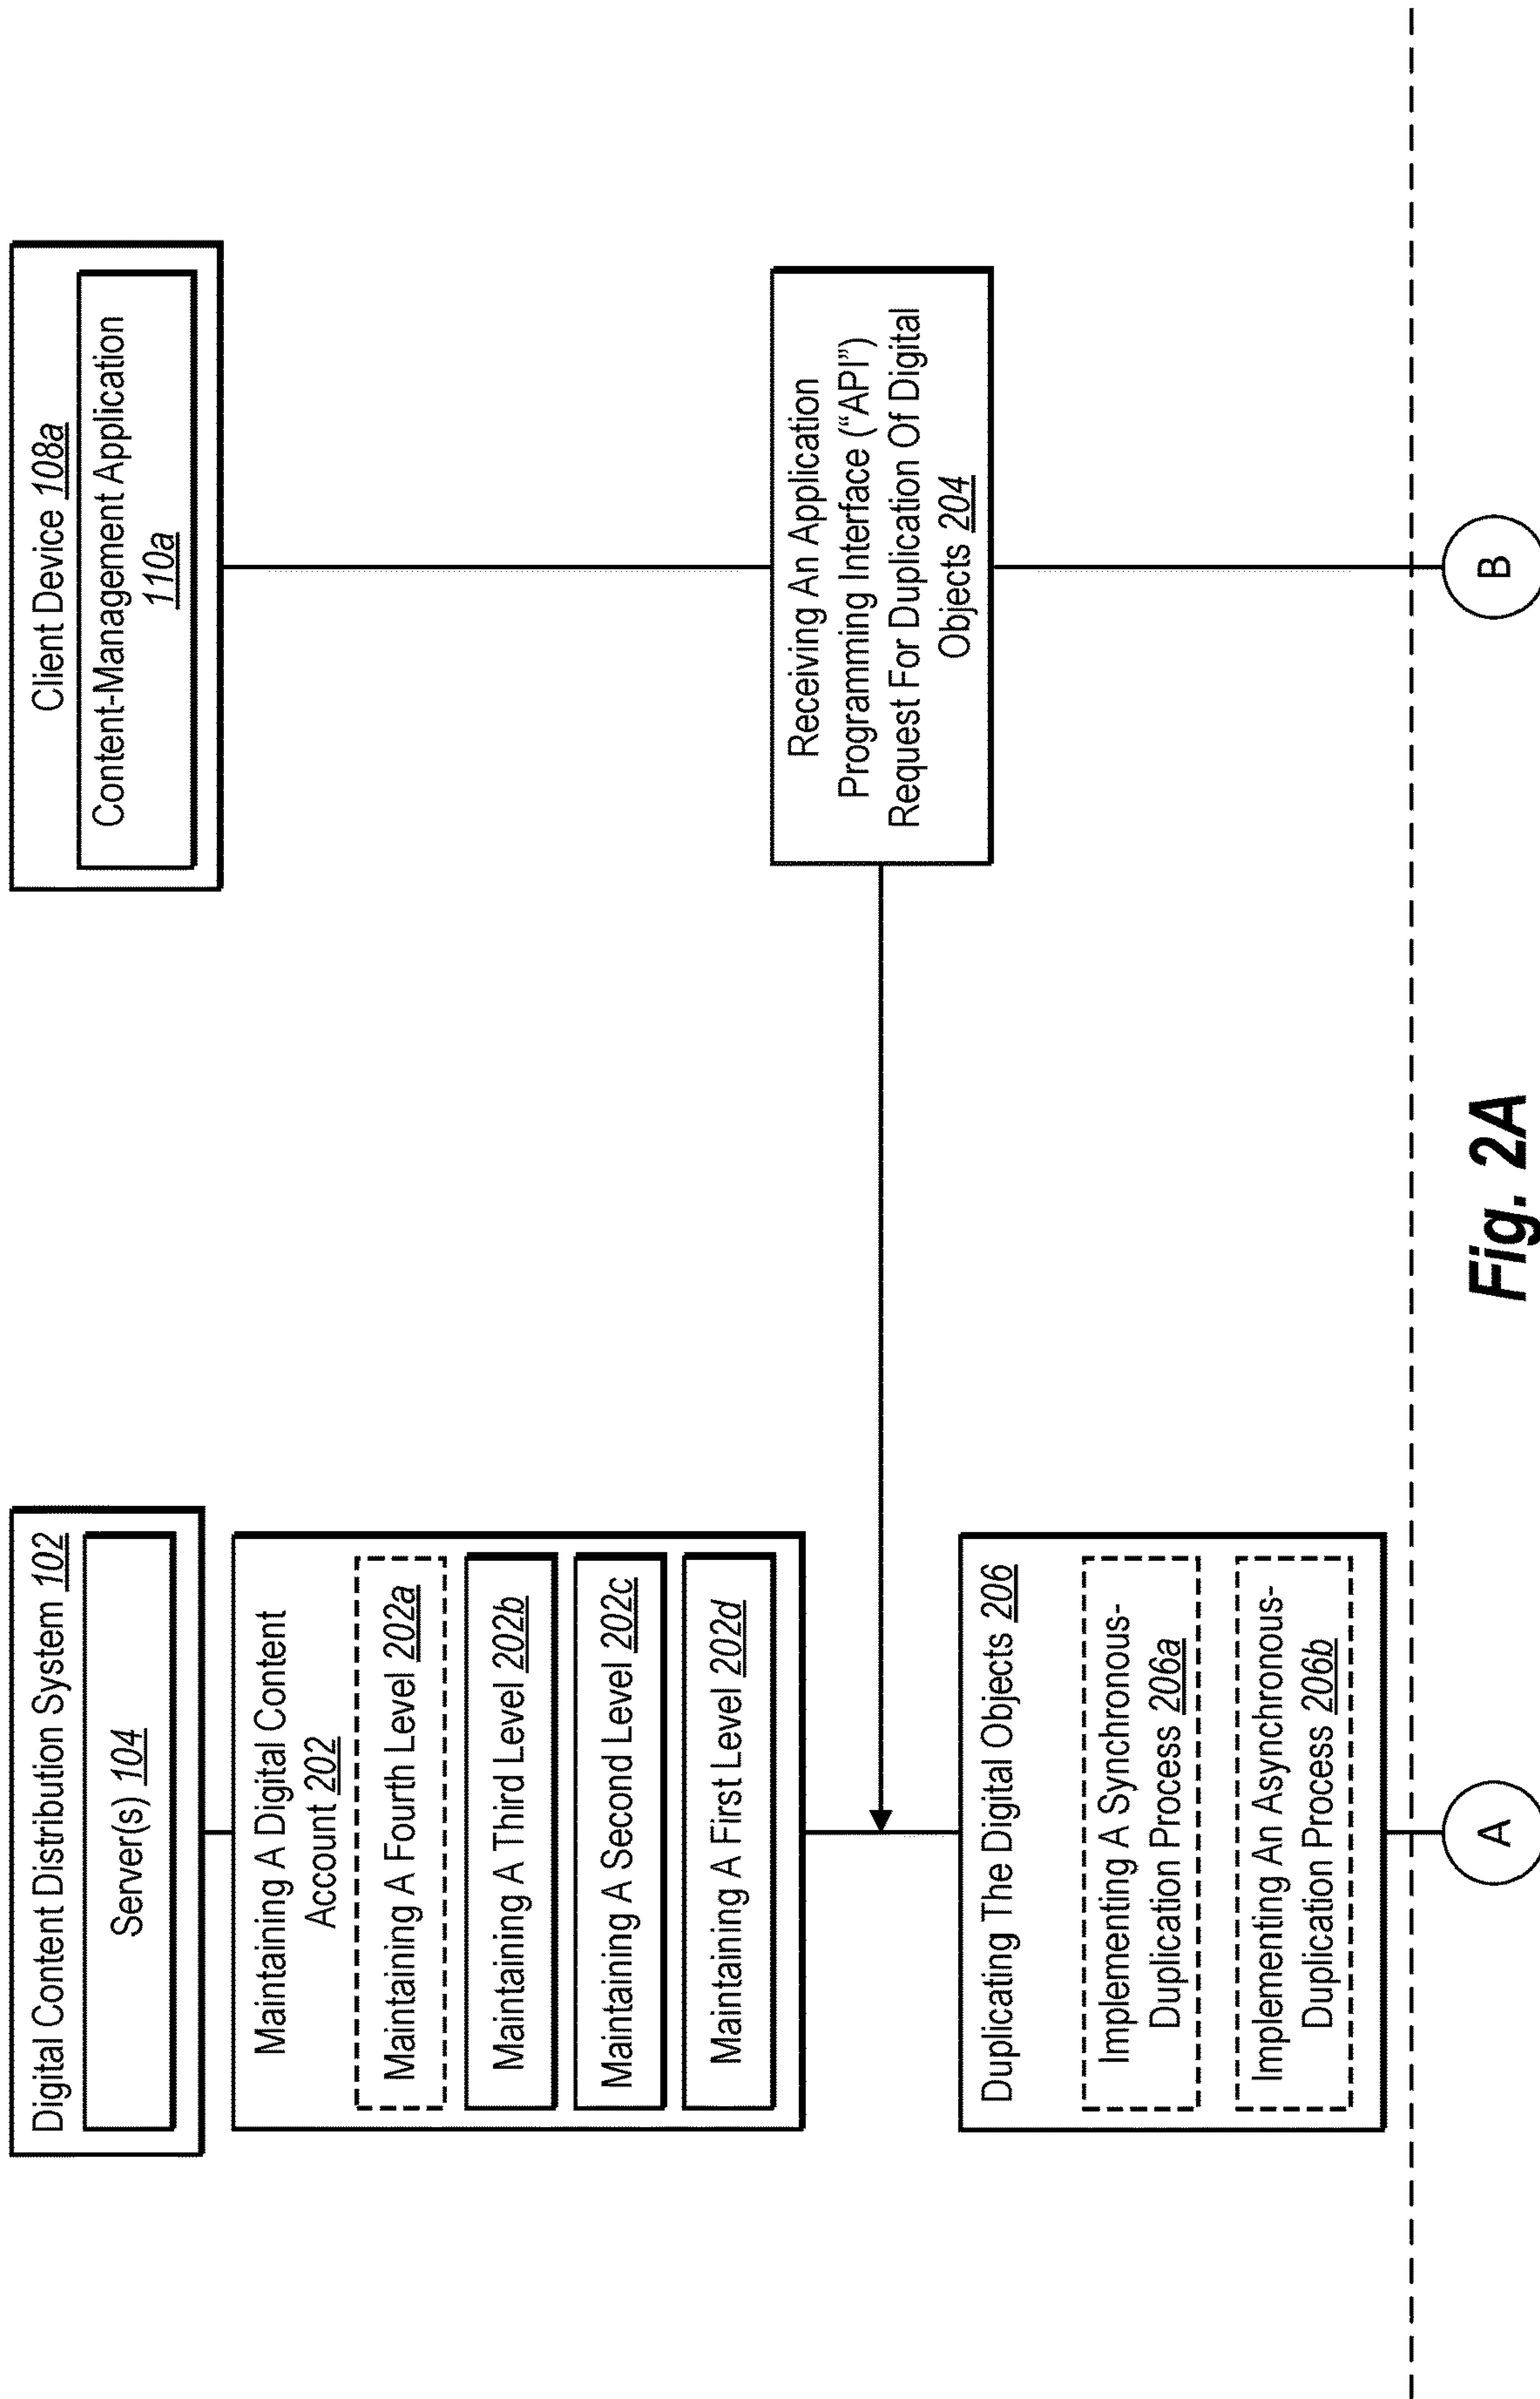 Digital Content Distribution System 102
Server(s) 104
Maintaining A Digital Content
Account 202
Maintaining A Fourth Level 202a
Maintaining A Third Level 202b
Maintaining A Second Level 202c
Maintaining A First Level 202d
Duplicating The Digital Objects 206
Implementing A Synchronous-
Duplication Process 206a
Implementing An Asynchronous-
Duplication Process 206b
A
Client Device 108a
Content-Management Application
110a
Receiving An Application
Programming Interface (“API”)
Request For Duplication Of Digital
Objects 204
B
Fig. 2A